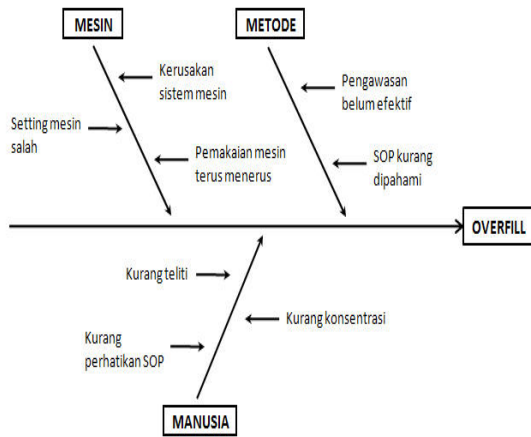 MESIN
METODE
Kerusakan
sistem mesin
Pengawasan
belum efektif
Setting mesin
salah
Pemakaian mesin
terus menerus
SOP kurang
dipahami
OVERFILL
Kurang teliti
Kurang konsentrasi
Kurang
perhatikan SOP
MANUSIA